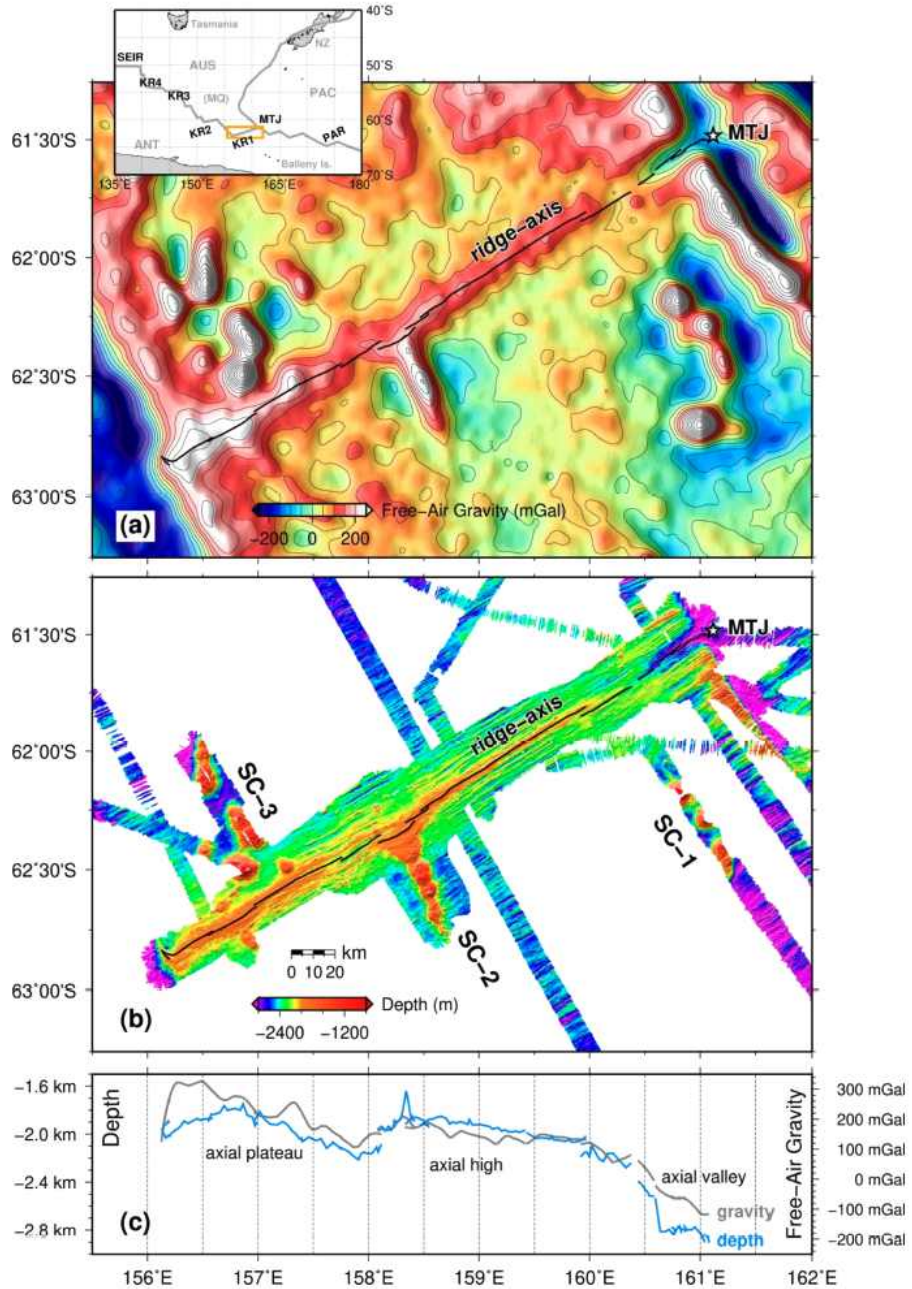 40°S
50°S
60°S
70°S
135°E
150°E
165°E
180°
Tasmania
NZ
SEIR
AUS
KR4
KR3
(MQ)
PAC
MTJ
KR2
KR1
PAR
ANT
Balleny Is.
61°30'S
62°00'S
62°30'S
63°00'S
MTJ
ridge-axis
(a)
Free-Air Gravity (mGal)
−200 0 200
61°30'S
62°00'S
62°30'S
63°00'S
MTJ
ridge-axis
SC-3
SC-1
SC-2
km
0 10 20
(b)
Depth (m)
−2400 −1200
−1.6 km
−2.0 km
−2.4 km
−2.8 km
Depth
axial plateau
axial high
axial valley
gravity
depth
(c)
Free-Air Gravity
300 mGal
200 mGal
100 mGal
0 mGal
−100 mGal
−200 mGal
156°E 157°E 158°E 159°E 160°E 161°E 162°E